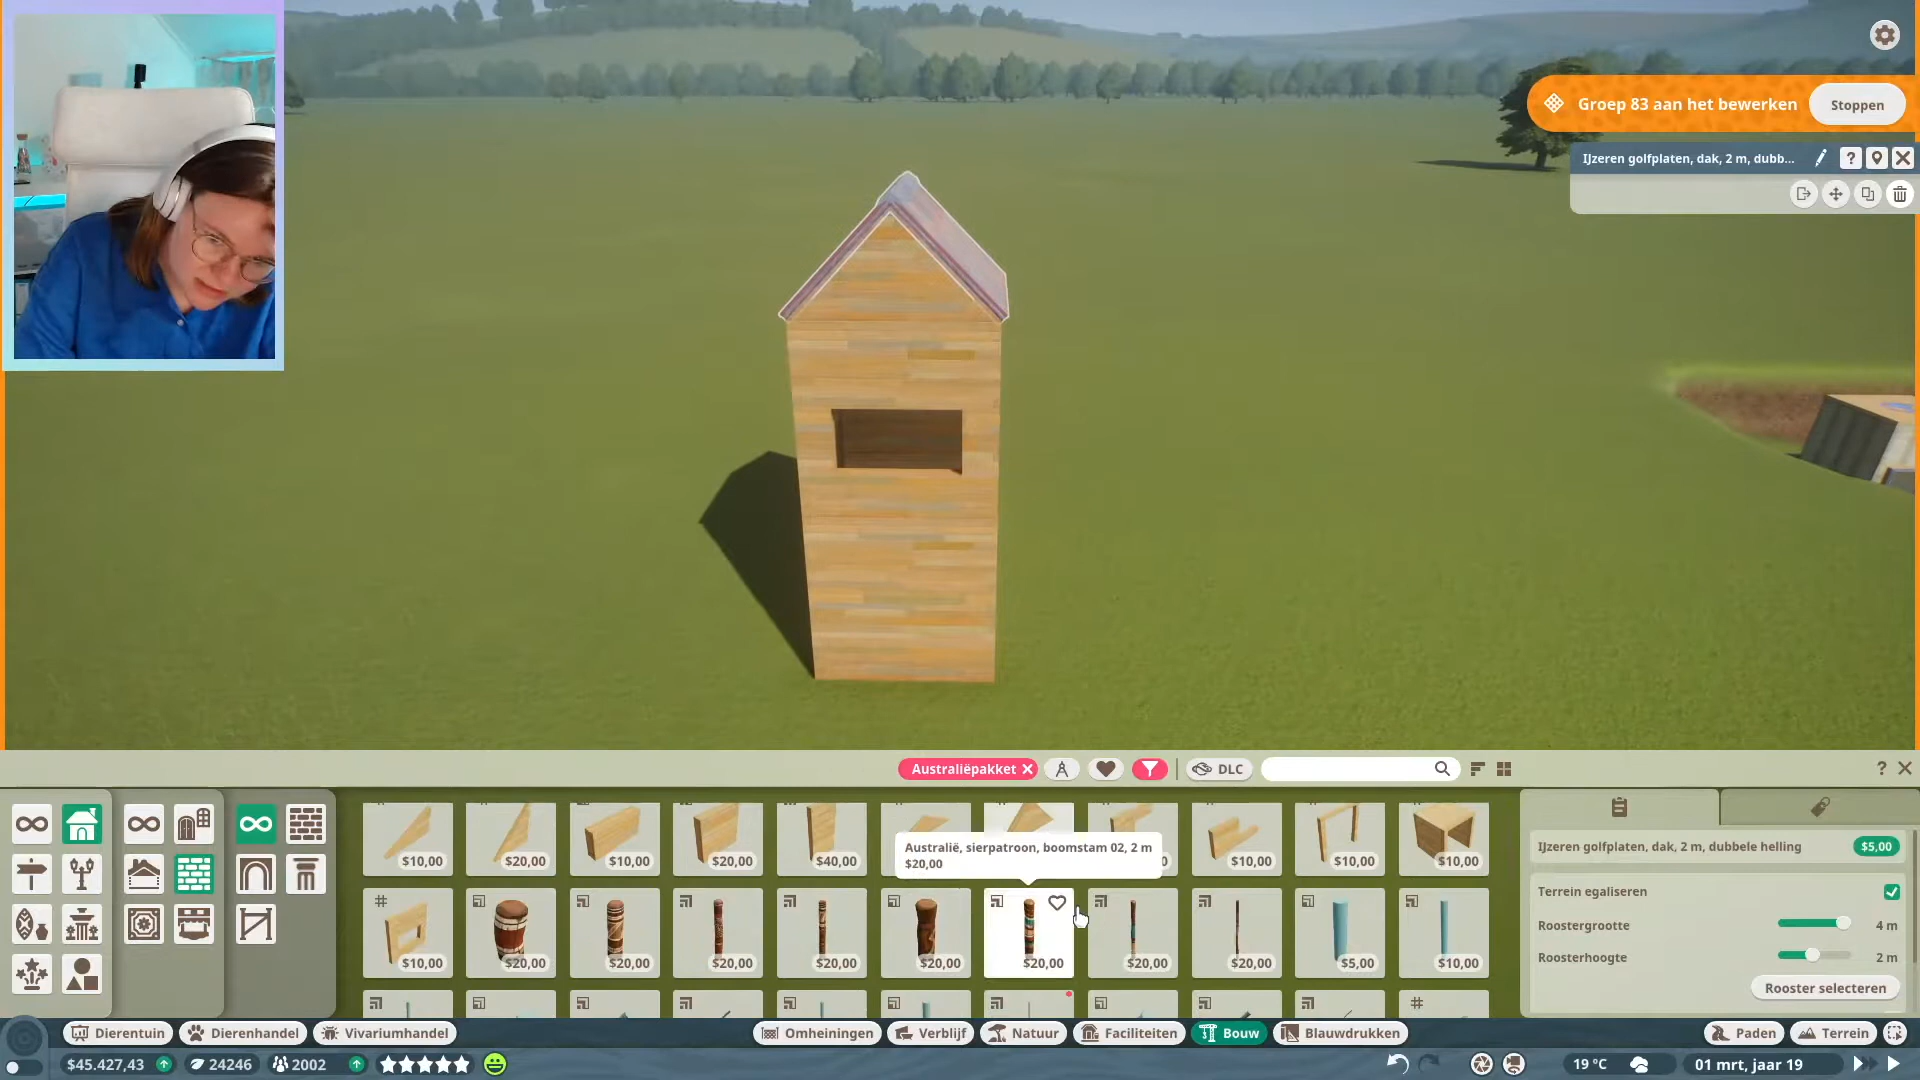 Groep 83 aan het bewerken
Stoppen
IJzeren golfplaten, dak, 2 m, dubb...
?
Australiëpakket
DLC
?
$10,00
$20,00
$10,00
$20,00
$40,00
$10,00
$10,00
$10,00
Australië, sierpatroon, boomstam 02, 2 m
$20,00
$10,00
$20,00
$20,00
$20,00
$20,00
$20,00
$20,00
$20,00
$20,00
$5,00
$10,00
IJzeren golfplaten, dak, 2 m, dubbele helling
$5,00
Terrein egaliseren
Roostergrootte
4 m
Roosterhoogte
2 m
Rooster selecteren
Dierentuin
Dierenhandel
Vivariumhandel
Omheiningen
Verblijf
Natuur
Faciliteiten
Bouw
Blauwdrukken
Paden
Terrein
$45.427,43
24246
2002
19 °C
01 mrt, jaar 19